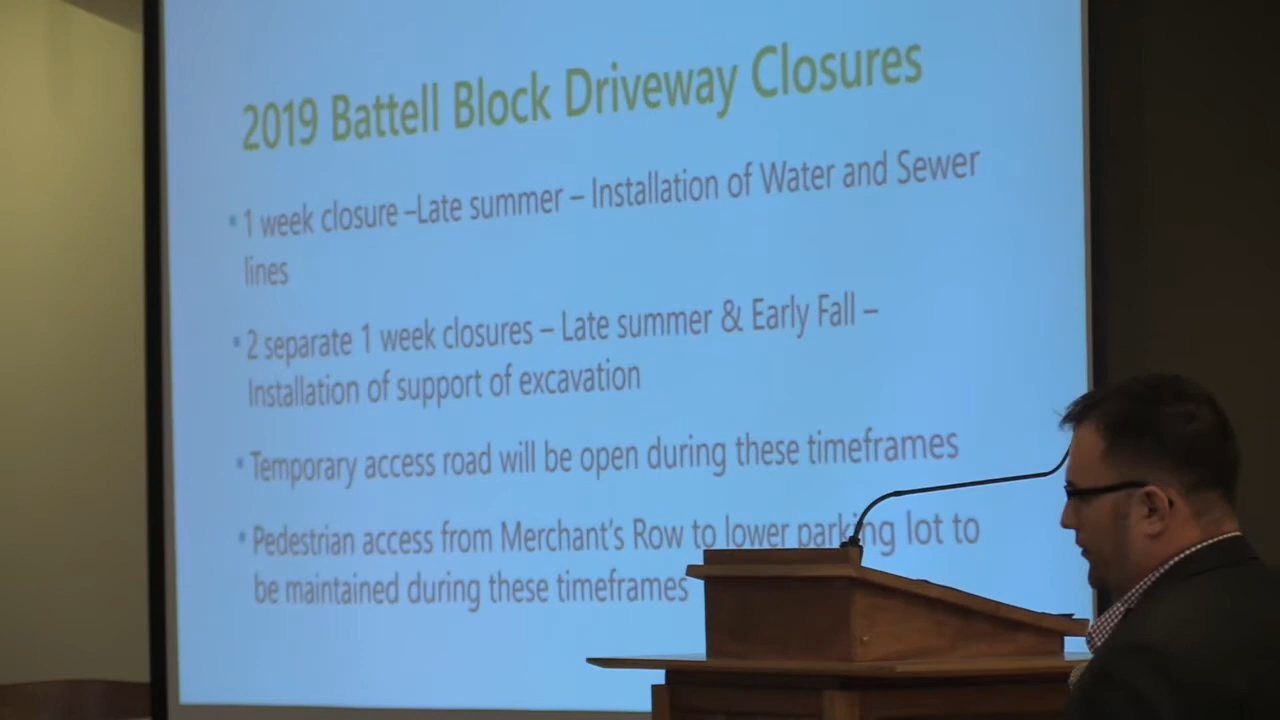 2019 Battell Block Driveway Closures
• 1 week closure –Late summer – Installation of Water and Sewer
lines
• 2 separate 1 week closures – Late summer & Early Fall –
Installation of support of excavation
• Temporary access road will be open during these timeframes
• Pedestrian access from Merchant's Row to lower parking lot to
be maintained during these timeframes